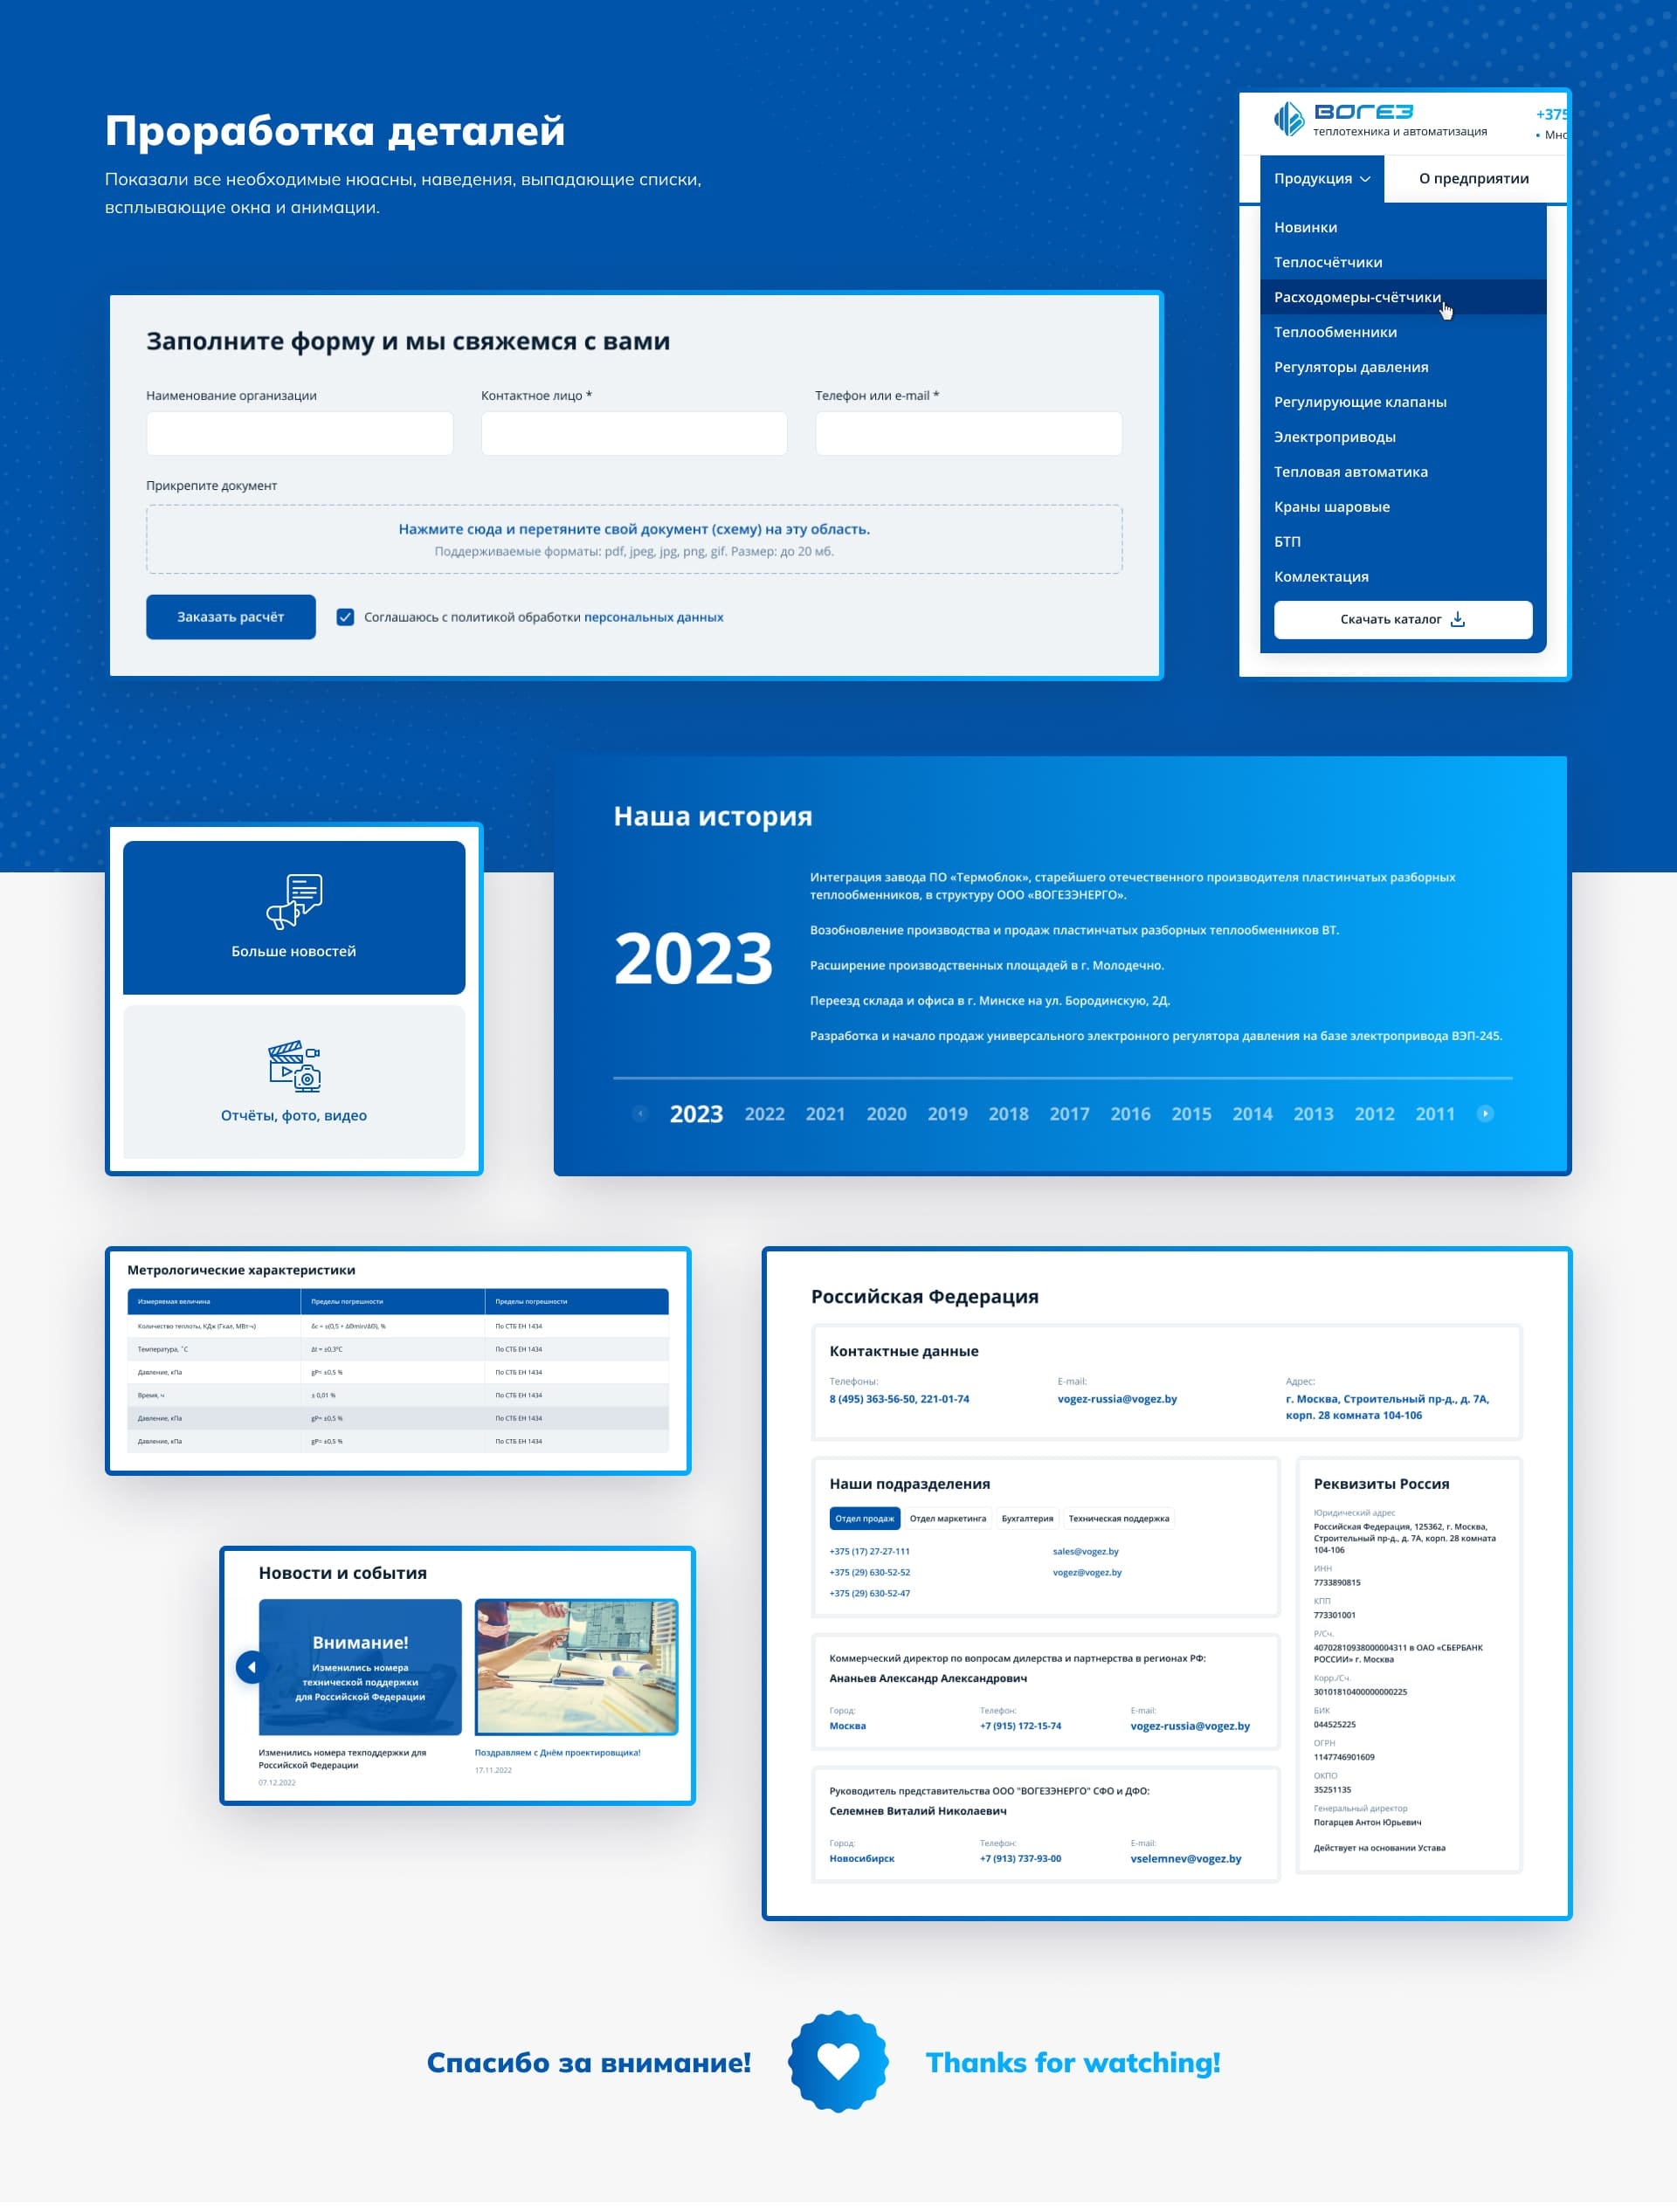 Проработка деталей
Показали все необходимые нюасны, наведения, выпадающие списки,
всплывающие окна и анимации.
ВОГЕЗ
теплотехника и автоматизация
+375
Продукция
О предприятии
Новинки
Теплосчётчики
Расходомеры-счётчики
Теплообменники
Регуляторы давления
Регулирующие клапаны
Электроприводы
Тепловая автоматика
Краны шаровые
БТП
Комлектация
Скачать каталог
Заполните форму и мы свяжемся с вами
Наименование организации
Контактное лицо *
Телефон или e-mail *
Прикрепите документ
Нажмите сюда и перетяните свой документ (схему) на эту область.
Поддерживаемые форматы: pdf, jpeg, jpg, png, gif. Размер: до 20 мб.
Заказать расчёт
Соглашаюсь с политикой обработки персональных данных
Больше новостей
Отчёты, фото, видео
Наша история
2023
Интеграция завода ПО «Термоблок», старейшего отечественного производителя пластинчатых разборных
теплообменников, в структуру ООО «ВОГЕЗЭНЕРГО».
Возобновление производства и продаж пластинчатых разборных теплообменников ВТ.
Расширение производственных площадей в г. Молодечно.
Переезд склада и офиса в г. Минске на ул. Бородинскую, 2Д.
Разработка и начало продаж универсального электронного регулятора давления на базе электропривода ВЭП-245.
2023 2022 2021 2020 2019 2018 2017 2016 2015 2014 2013 2012 2011
Метрологические характеристики
Измеряемая величина Пределы погрешности Пределы погрешности
Количество теплоты, КДж (Гкал, МВт·ч) δс = ±(0,5 + ΔΘmin/ΔΘ), % По СТБ ЕН 1434
Температура, ˚С Δt = ±0,3°С По СТБ ЕН 1434
Давление, кПа gP= ±0,5 % По СТБ ЕН 1434
Время, ч ± 0,01 % По СТБ ЕН 1434
Давление, кПа gP= ±0,5 % По СТБ ЕН 1434
Давление, кПа gP= ±0,5 % По СТБ ЕН 1434
Новости и события
Внимание!
Изменились номера
технической поддержки
для Российской Федерации
Изменились номера техподдержки для
Российской Федерации
07.12.2022
Поздравляем с Днём проектировщика!
17.11.2022
Российская Федерация
Контактные данные
Телефоны:
8 (495) 363-56-50, 221-01-74
E-mail:
vogez-russia@vogez.by
Адрес:
г. Москва, Строительный пр-д., д. 7А,
корп. 28 комната 104-106
Наши подразделения
Отдел продаж Отдел маркетинга Бухгалтерия Техническая поддержка
+375 (17) 27-27-111 sales@vogez.by
+375 (29) 630-52-52 vogez@vogez.by
+375 (29) 630-52-47
Коммерческий директор по вопросам дилерства и партнерства в регионах РФ:
Ананьев Александр Александрович
Город: Телефон: E-mail:
Москва +7 (915) 172-15-74 vogez-russia@vogez.by
Руководитель представительства ООО "ВОГЕЗЭНЕРГО" СФО и ДФО:
Селемнев Виталий Николаевич
Город: Телефон: E-mail:
Новосибирск +7 (913) 737-93-00 vselemnev@vogez.by
Реквизиты Россия
Юридический адрес
Российская Федерация, 125362, г. Москва,
Строительный пр-д., д. 7А, корп. 28 комната
104-106
ИНН
7733890815
КПП
773301001
Р/Сч.
40702810938000004311 в ОАО «СБЕРБАНК
РОССИИ» г. Москва
Корр./Сч.
30101810400000000225
БИК
044525225
ОГРН
1147746901609
ОКПО
35251135
Генеральный директор
Погарцев Антон Юрьевич
Действует на основании Устава
Спасибо за внимание!
Thanks for watching!